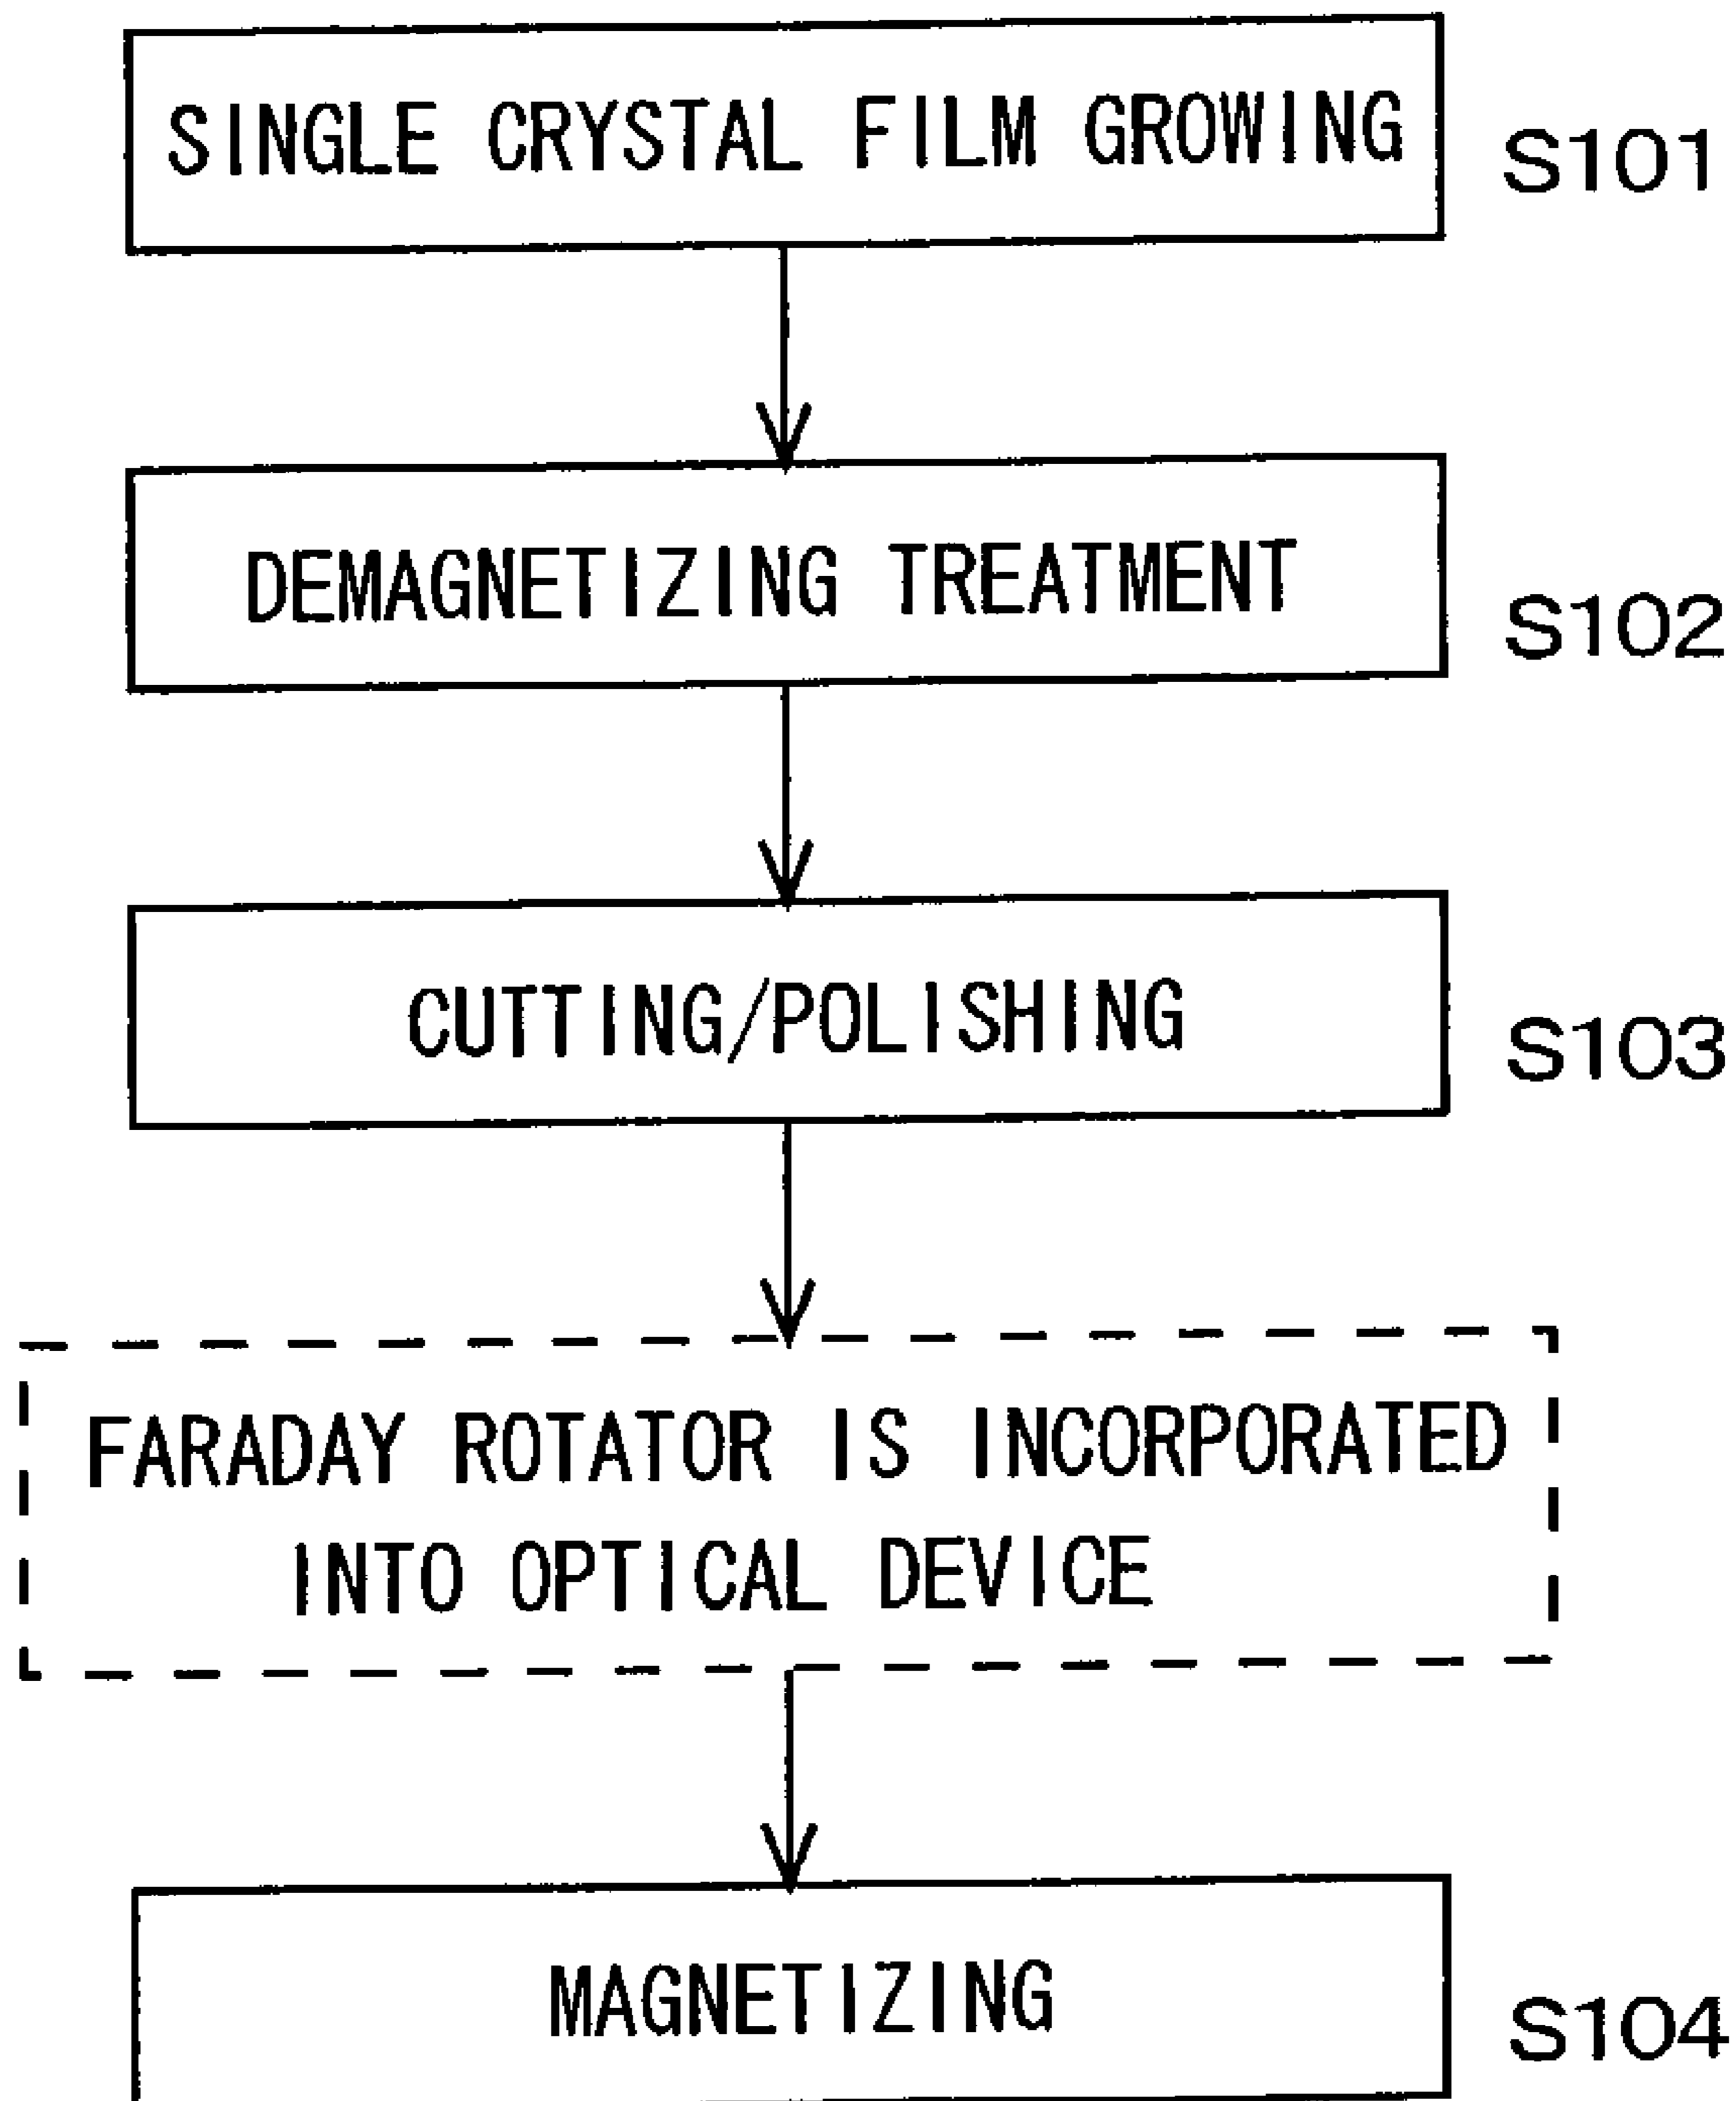 SINGLE CRYSTAL FILM GROWING
S101
DEMAGNETIZING TREATMENT
S102
CUTTING/POLISHING
S103
FARADAY ROTATOR IS INCORPORATED
INTO OPTICAL DEVICE
MAGNETIZING
S104